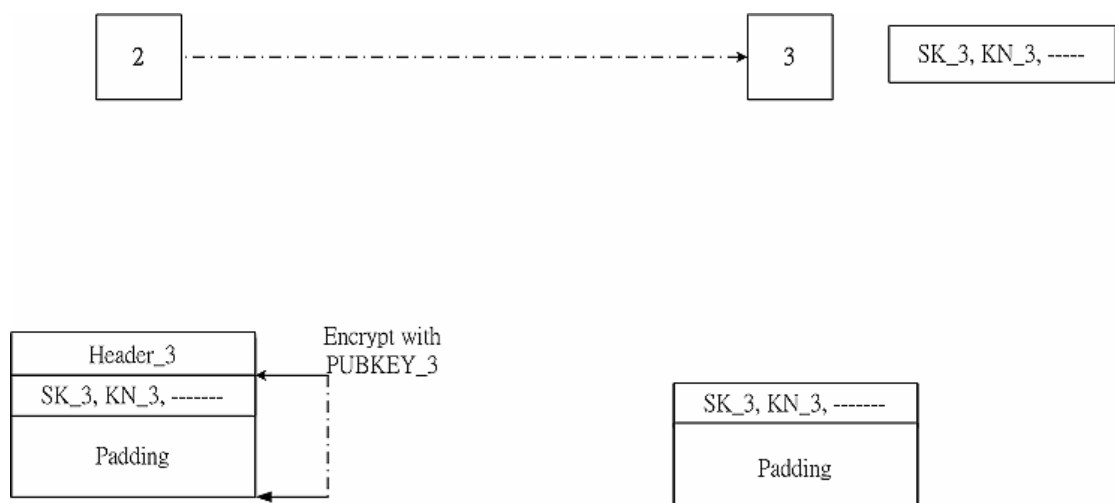 2
3
SK_3, KN_3, -----
Encrypt with
PUBKEY_3
Header_3
SK_3, KN_3, -------
Padding
SK_3, KN_3, -------
Padding